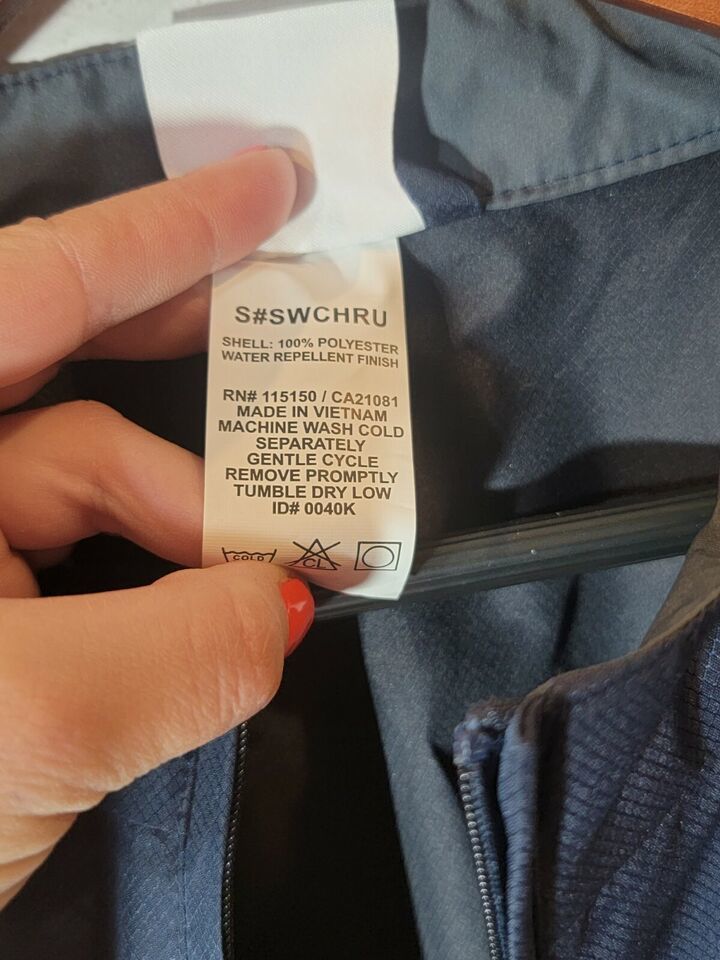 S#SWCHRU
SHELL: 100% POLYESTER
WATER REPELLENT FINISH
RN# 115150 / CA21081
MADE IN VIETNAM
MACHINE WASH COLD
SEPARATELY
GENTLE CYCLE
REMOVE PROMPTLY
TUMBLE DRY LOW
ID# 0040K
COLD CL